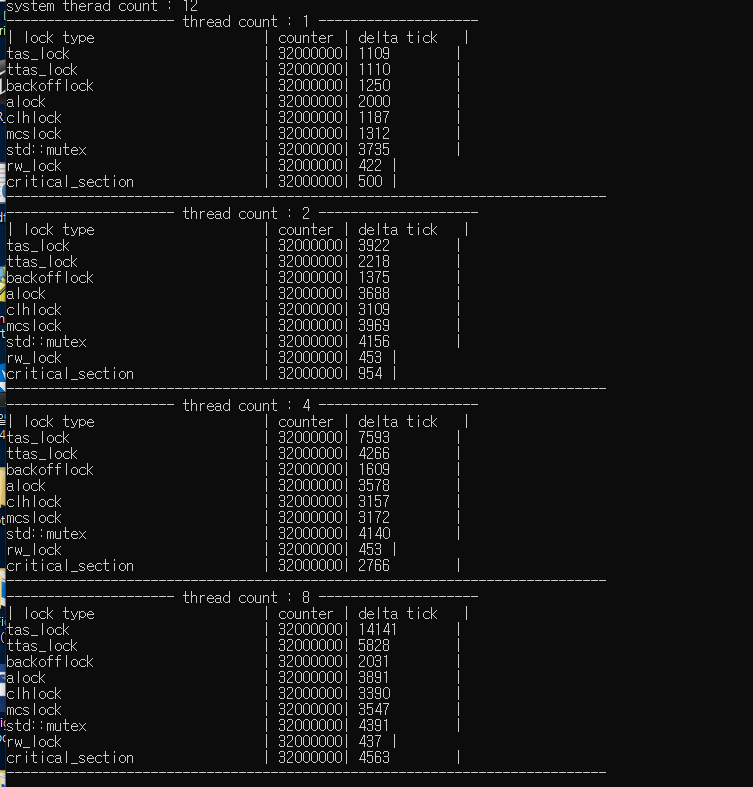 system therad count : 12
--------------------- thread count : 1 --------------------
| lock type | counter | delta tick |
tas_lock | 32000000| 1109 |
ttas_lock | 32000000| 1110 |
backofflock | 32000000| 1250 |
alock | 32000000| 2000 |
clhlock | 32000000| 1187 |
mcslock | 32000000| 1312 |
std::mutex | 32000000| 3735 |
rw_lock | 32000000| 422 |
critical_section | 32000000| 500 |
---------------------------------------------------------------------------
--------------------- thread count : 2 --------------------
| lock type | counter | delta tick |
tas_lock | 32000000| 3922 |
ttas_lock | 32000000| 2218 |
backofflock | 32000000| 1375 |
alock | 32000000| 3688 |
clhlock | 32000000| 3109 |
mcslock | 32000000| 3969 |
std::mutex | 32000000| 4156 |
rw_lock | 32000000| 453 |
critical_section | 32000000| 954 |
---------------------------------------------------------------------------
--------------------- thread count : 4 --------------------
| lock type | counter | delta tick |
tas_lock | 32000000| 7593 |
ttas_lock | 32000000| 4266 |
backofflock | 32000000| 1609 |
alock | 32000000| 3578 |
clhlock | 32000000| 3157 |
mcslock | 32000000| 3172 |
std::mutex | 32000000| 4140 |
rw_lock | 32000000| 453 |
critical_section | 32000000| 2766 |
---------------------------------------------------------------------------
--------------------- thread count : 8 --------------------
| lock type | counter | delta tick |
tas_lock | 32000000| 14141 |
ttas_lock | 32000000| 5828 |
backofflock | 32000000| 2031 |
alock | 32000000| 3891 |
clhlock | 32000000| 3390 |
mcslock | 32000000| 3547 |
std::mutex | 32000000| 4391 |
rw_lock | 32000000| 437 |
critical_section | 32000000| 4563 |
---------------------------------------------------------------------------